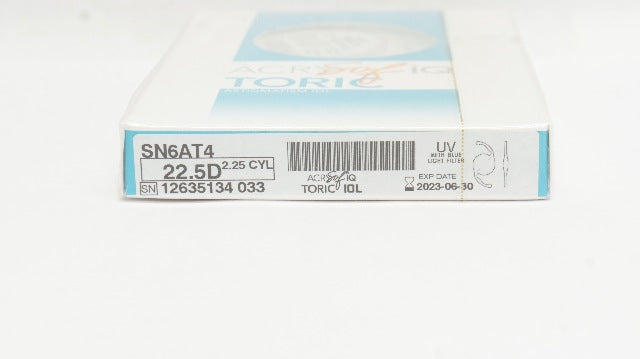 ACRYSof iQ
TORIC
SN6AT4
22.5D 2.25 CYL
SN 12635134 033
ACRYSof iQ
TORIC IOL
UV
WITH BLUE
LIGHT FILTER
EXP DATE
2023-06-30